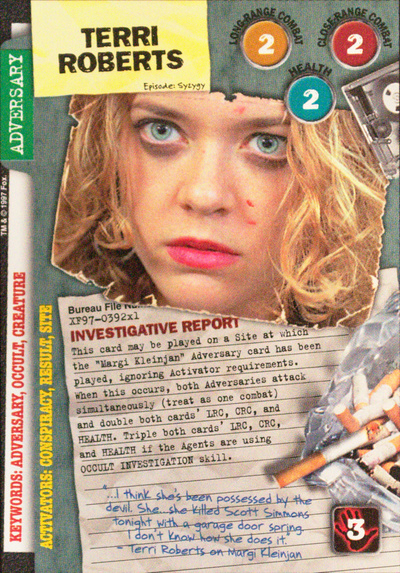 TERRI
ROBERTS
Episode: Syzygy
LONG-RANGE COMBAT
2
CLOSE-RANGE COMBAT
2
HEALTH
2
ADVERSARY
TM & © 1997 Fox.
KEYWORDS: ADVERSARY, OCCULT, CREATURE
ACTIVATORS: CONSPIRACY, RESULT, SITE
Bureau File
XF97-0392x1
INVESTIGATIVE REPORT
This card may be played on a Site at which
the "Margi Kleinjan" Adversary card has been
played, ignoring Activator requirements.
When this occurs, both Adversaries attack
simultaneously (treat as one combat)
and double both cards' LRC, CRC, and
HEALTH. Triple both cards' LRC, CRC,
and HEALTH if the Agents are using
OCCULT INVESTIGATION skill.
"...I think she's been possessed by the
devil. She...she killed Scott Simmons
tonight with a garage door spring.
I don't know how she does it."
- Terri Roberts on Margi Kleinjan
3